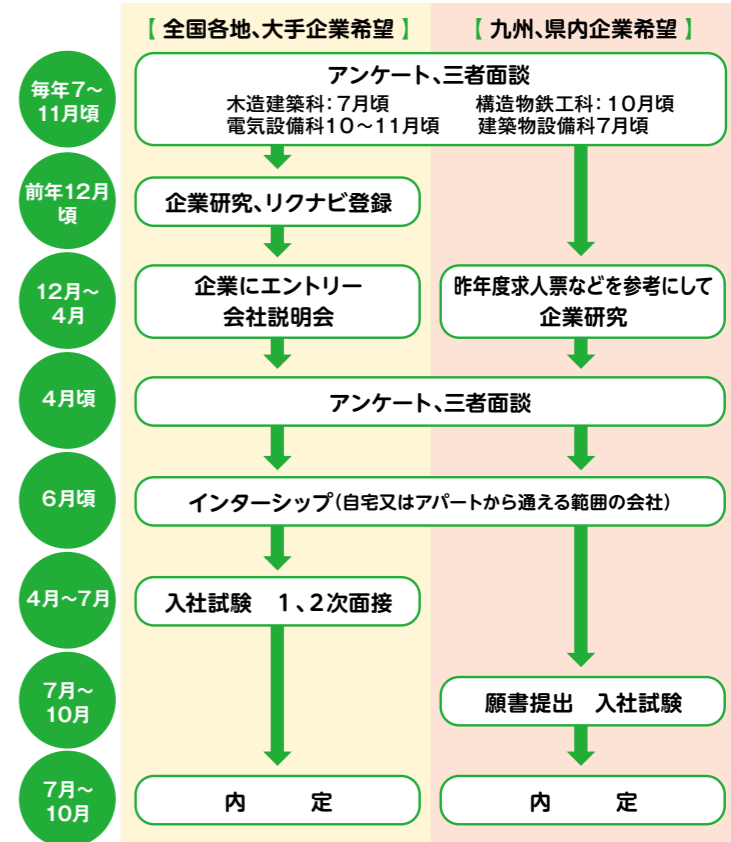 【 全国各地、大手企業希望 】
【 九州、県内企業希望 】
毎年7〜
11月頃
アンケート、三者面談
木造建築科:7月頃
構造物鉄工科:10月頃
電気設備科10〜11月頃
建築物設備科7月頃
前年12月
頃
企業研究、リクナビ登録
12月〜
4月
企業にエントリー
会社説明会
昨年度求人票などを参考にして
企業研究
4月頃
アンケート、三者面談
6月頃
インターシップ(自宅又はアパートから通える範囲の会社)
4月〜7月
入社試験 1、2次面接
7月〜
10月
願書提出 入社試験
7月〜
10月
内 定
内 定